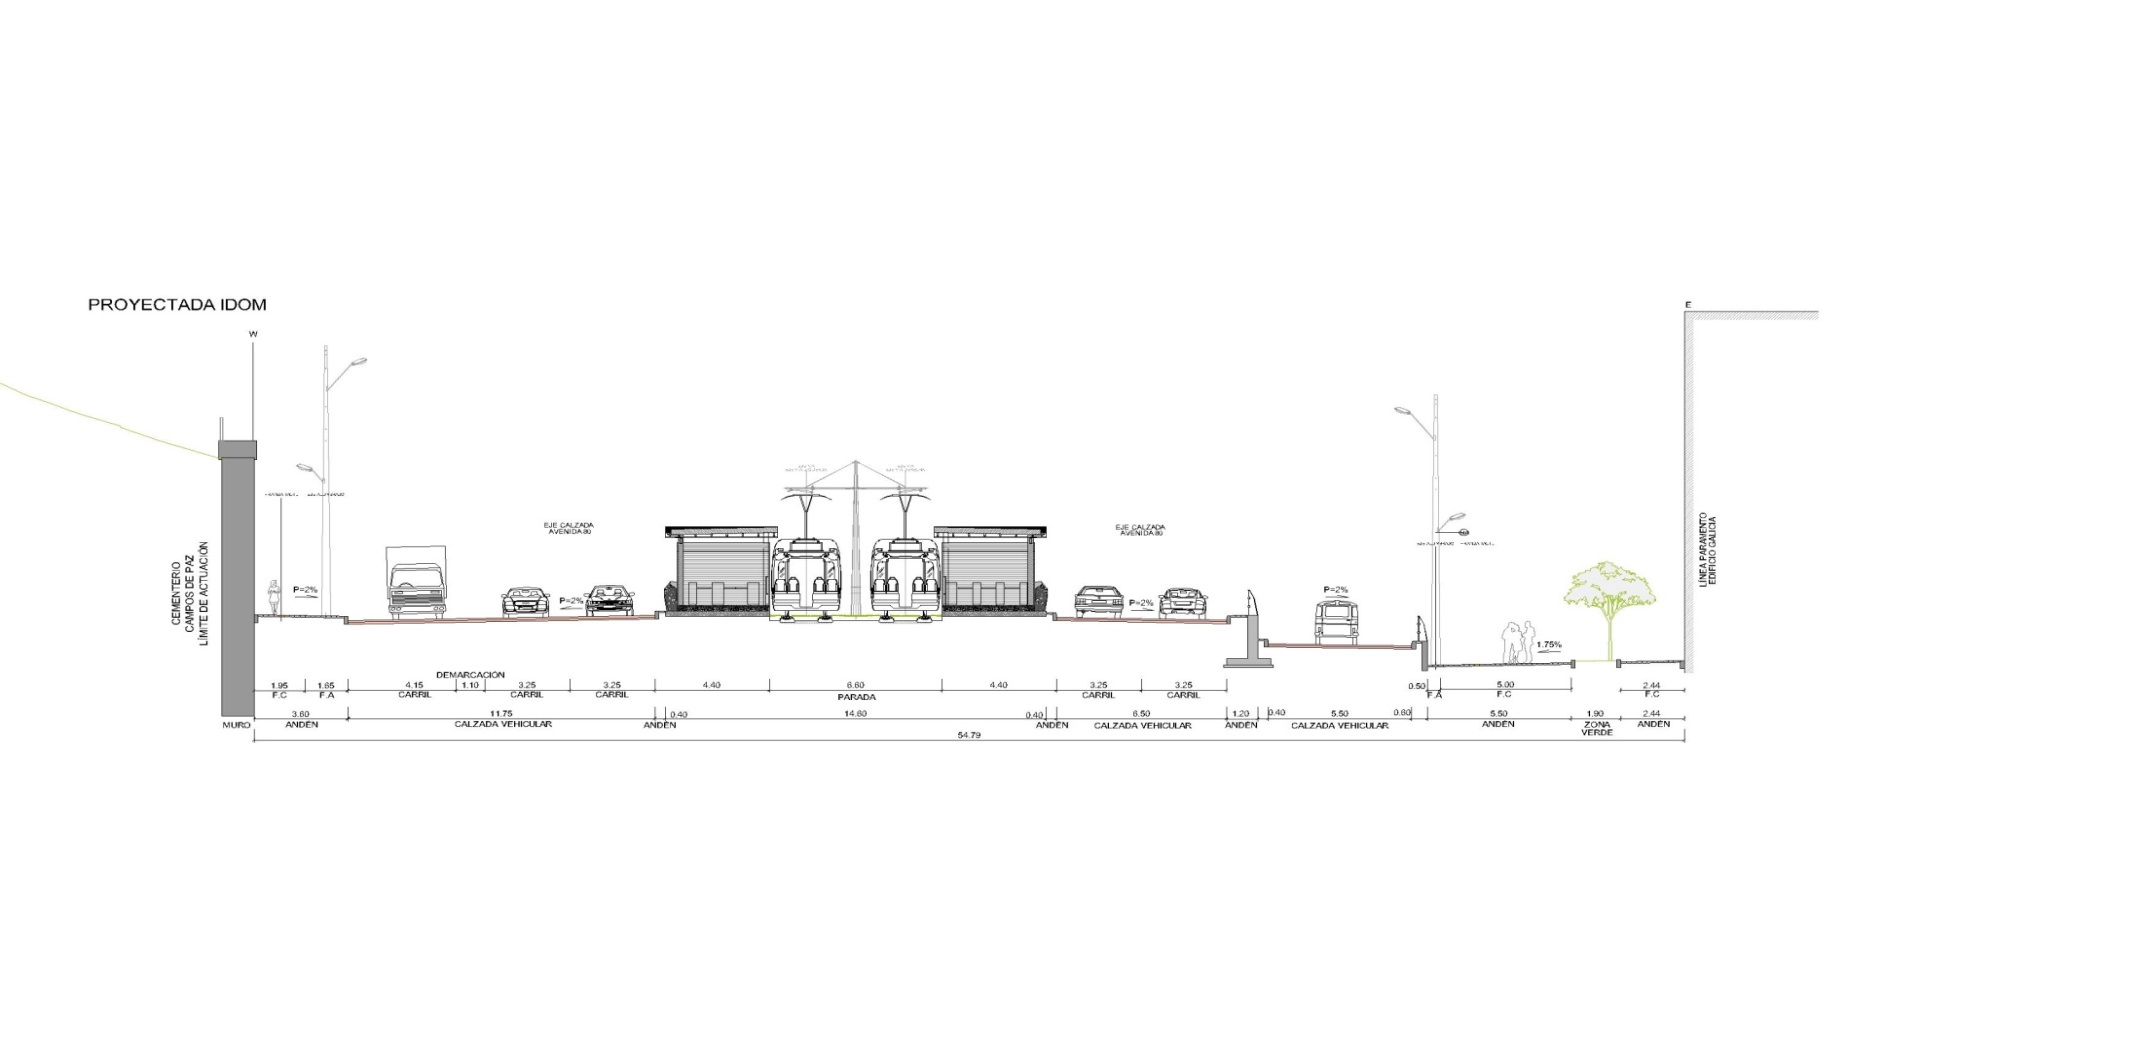 PROYECTADA IDOM
W
E
EJE CALZADA
AVENIDA 80
EJE CALZADA
AVENIDA 80
CEMENTERIO
CAMPOS DE PAZ
LÍMITE DE ACTUACIÓN
LÍNEA PARAMENTO
EDIFICIO GALICIA
P=2%
P=2%
P=2%
P=2%
1.75%
DEMARCACIÓN
1.95 1.65 4.15 1.10 3.25 3.25 4.40 6.60 4.40 3.25 3.25 0.50 5.00 2.44
F.C F.A CARRIL CARRIL CARRIL PARADA CARRIL CARRIL F.A F.C F.C
3.60 11.75 0.40 14.60 0.40 6.50 1.20 0.40 5.50 0.60 5.50 1.90 2.44
MURO ANDÉN CALZADA VEHICULAR ANDÉN ANDÉN CALZADA VEHICULAR ANDÉN CALZADA VEHICULAR ANDÉN ZONA ANDÉN
VERDE
54.79